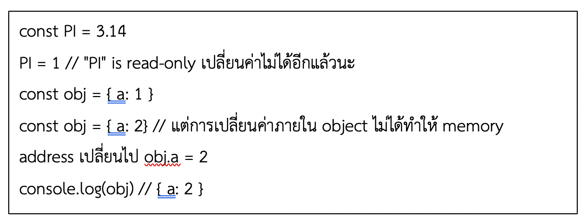 const PI = 3.14
PI = 1 // "PI" is read-only เปลี่ยนค่าไม่ได้อีกแล้วนะ
const obj = { a: 1 }
const obj = { a: 2} // แต่การเปลี่ยนค่าภายใน object ไม่ได้ทำให้ memory
address เปลี่ยนไป obj.a = 2
console.log(obj) // { a: 2 }